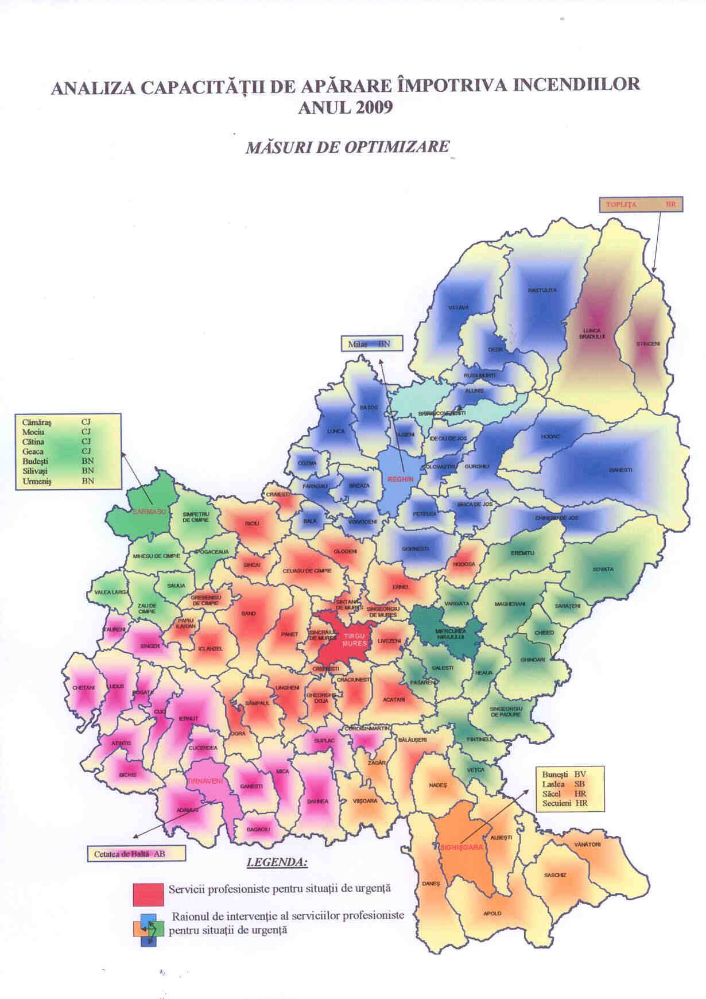 ANALIZA CAPACITĂȚII DE APĂRARE ÎMPOTRIVA INCENDIILOR
ANUL 2009
MĂSURI DE OPTIMIZARE
TOPLIȚA HR
RASTOLITA
VATAVA
LUNCA
BRADULUI
STINCENI
Milaș BN
DEDA
RUSII-MUNTI
ALUNIS
BATOS
LUNCA
IDECIU DE JOS
HODAC
Cămăraș CJ
Mociu CJ
Cătina CJ
Geaca CJ
Budești BN
Silivași BN
Urmeniș BN
COZMA
GURGHIU
IBANESTI
REGHIN
FARAGAU
BREAZA
CRAIESTI
SARMASU
SIMPETRU
DE CIMPIE
RICIU
BALA
VOIVODENI
PETELEA
BEICA DE JOS
CHIHERU DE JOS
MIHESU DE CIMPIE
POGACEAUA
SINCAI
GLODENI
CEUASU DE CIMPIE
GORNESTI
HODOSA
EREMITU
SOVATA
VALEA LARGA
SAULIA
ERNEI
GREBENISU
DE CIMPIE
ZAU DE
CIMPIE
BAND
SINTANA
DE MURES
SINGEORGIU
DE MURES
VARGATA
MAGHERANI
SARATENI
TAURENI
PAPIU
ILARIAN
PANET
SINCRAIU
DE MURES
TIRGU
MURES
LIVEZENI
MIERCUREA
NIRAJULUI
CHIBED
SINGER
ICLANZEL
GHINDARI
CRISTESTI
GALESTI
NEAUA
PASARENI
CHETANI
LUDUS
BOGATA
UNGHENI
CRACIUNESTI
GHEORGHE
DOJA
ACATARI
SÂMPAUL
IERNUT
SINGEORGIU
DE PADURE
OGRA
COROISINMARTIN
ATINTIS
CUCERDEA
SUPLAC
BĂLĂUȘERI
FINTINELE
ZAGĂR
BICHIS
TIRNAVENI
MICA
VEȚCA
GANESTI
NADEȘ
Bunești BV
Laslea SB
Săcel HR
Secuieni HR
ADAMUS
BAHNEA
VIIȘOARA
BAGACIU
ALBEȘTI
SIGHIȘOARA
VÂNĂTORI
Cetatea de Baltă AB
LEGENDA:
SASCHIZ
DANEȘ
Servicii profesioniste pentru situații de urgență
APOLD
Raionul de intervenție al serviciilor profesioniste
pentru situații de urgență